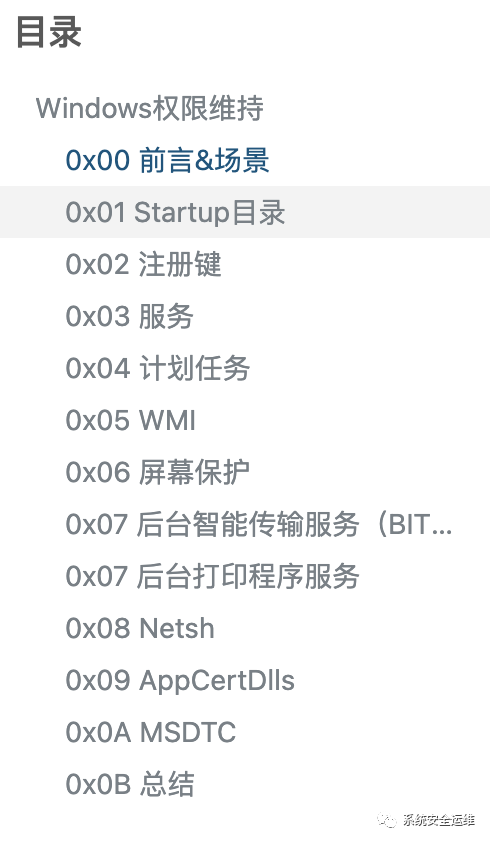 目录
Windows权限维持
0x00 前言&场景
0x01 Startup目录
0x02 注册键
0x03 服务
0x04 计划任务
0x05 WMI
0x06 屏幕保护
0x07 后台智能传输服务（BIT...
0x07 后台打印程序服务
0x08 Netsh
0x09 AppCertDlls
0x0A MSDTC
0x0B 总结
系统安全运维